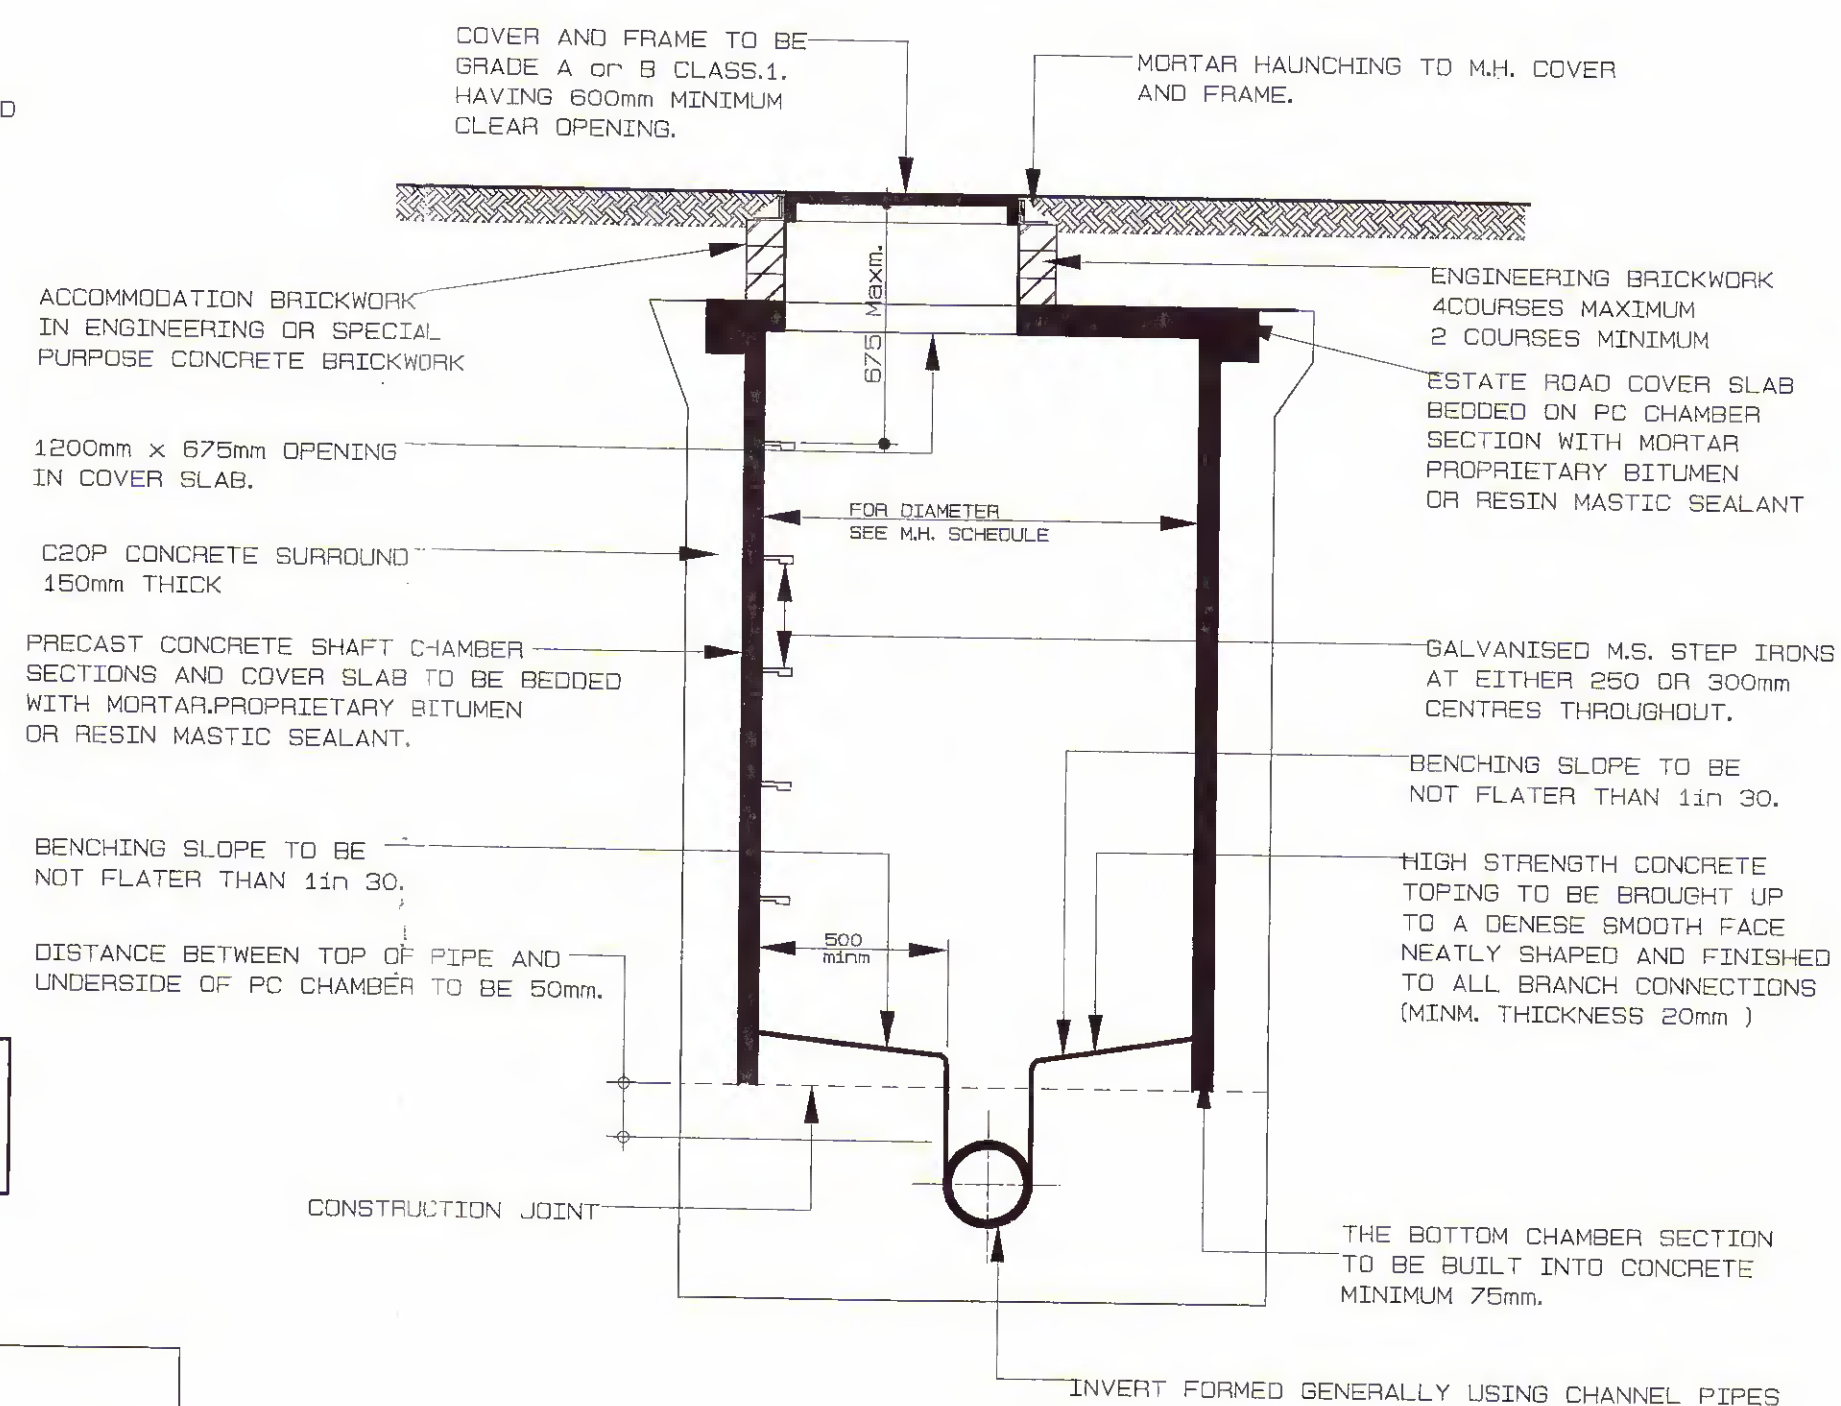 D
COVER AND FRAME TO BE
GRADE A or B CLASS.1.
HAVING 600mm MINIMUM
CLEAR OPENING.
MORTAR HAUNCHING TO M.H. COVER
AND FRAME.
ACCOMMODATION BRICKWORK
IN ENGINEERING OR SPECIAL
PURPOSE CONCRETE BRICKWORK
675 Maxm.
ENGINEERING BRICKWORK
4COURSES MAXIMUM
2 COURSES MINIMUM
ESTATE ROAD COVER SLAB
BEDDED ON PC CHAMBER
SECTION WITH MORTAR
PROPRIETARY BITUMEN
OR RESIN MASTIC SEALANT
1200mm x 675mm OPENING
IN COVER SLAB.
FOR DIAMETER
SEE M.H. SCHEDULE
C20P CONCRETE SURROUND
150mm THICK
PRECAST CONCRETE SHAFT CHAMBER
SECTIONS AND COVER SLAB TO BE BEDDED
WITH MORTAR.PROPRIETARY BITUMEN
OR RESIN MASTIC SEALANT.
GALVANISED M.S. STEP IRONS
AT EITHER 250 OR 300mm
CENTRES THROUGHOUT.
BENCHING SLOPE TO BE
NOT FLATER THAN 1in 30.
BENCHING SLOPE TO BE
NOT FLATER THAN 1in 30.
HIGH STRENGTH CONCRETE
TOPING TO BE BROUGHT UP
TO A DENESE SMOOTH FACE
NEATLY SHAPED AND FINISHED
TO ALL BRANCH CONNECTIONS
(MINM. THICKNESS 20mm )
500
minm
DISTANCE BETWEEN TOP OF PIPE AND
UNDERSIDE OF PC CHAMBER TO BE 50mm.
CONSTRUCTION JOINT
THE BOTTOM CHAMBER SECTION
TO BE BUILT INTO CONCRETE
MINIMUM 75mm.
INVERT FORMED GENERALLY USING CHANNEL PIPES